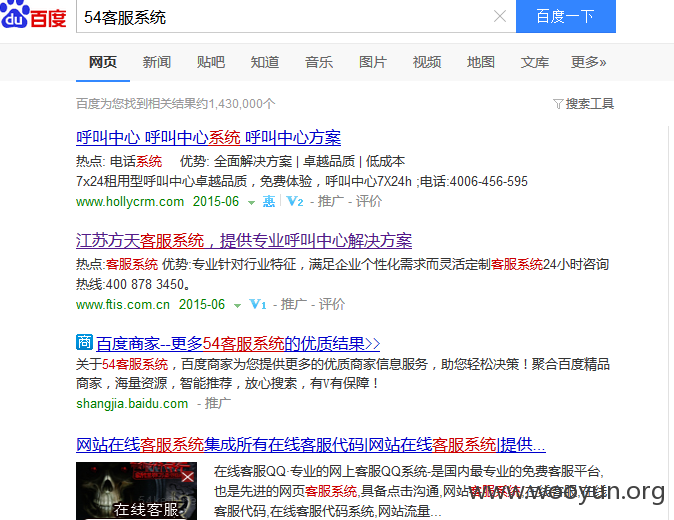 Bai du 百度
54客服系统
百度一下
网页 新闻 贴吧 知道 音乐 图片 视频 地图 文库 更多»
百度为您找到相关结果约1,430,000个
搜索工具
呼叫中心 呼叫中心系统 呼叫中心方案
热点: 电话系统 优势: 全面解决方案 | 卓越品质 | 低成本
7x24租用型呼叫中心卓越品质，免费体验，呼叫中心7X24h ;电话:4006-456-595
www.hollycrm.com 2015-06 惠 V2 - 推广 - 评价
江苏方天客服系统，提供专业呼叫中心解决方案
热点:客服系统 优势:专业针对行业特征，满足企业个性化需求而灵活定制客服系统24小时咨询
热线:400 878 3450。
www.ftis.com.cn 2015-06 V1 - 推广 - 评价
商 百度商家--更多54客服系统的优质结果>>
关于54客服系统，百度商家为您提供更多的优质商家信息服务，助您轻松决策！聚合百度精品
商家，海量资源，智能推荐，放心搜索，有V有保障！
shangjia.baidu.com - 推广
网站在线客服系统集成所有在线客服代码|网站在线客服系统|提供...
在线客服QQ·专业的网上客服QQ系统-是国内最专业的免费客服平台,
也是先进的网页客服系统,具备点击沟通,网站客服系统,在线客服,在线
客服代码,在线客服系统代码,网站流量...
在线客服
www.wooyun.org